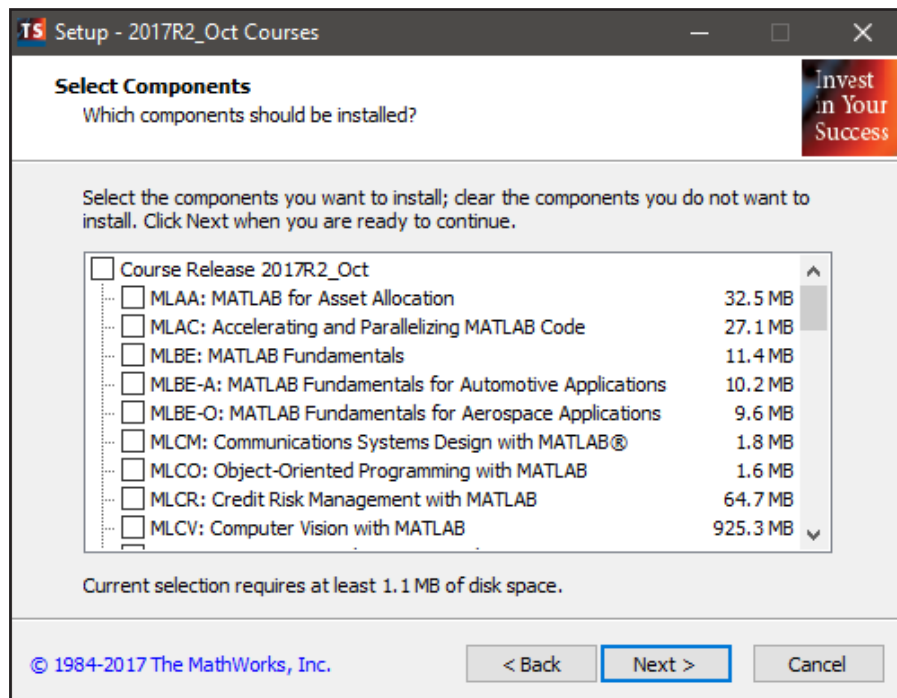 TS Setup - 2017R2_Oct Courses
Select Components
Which components should be installed?
Invest
in Your
Success
Select the components you want to install; clear the components you do not want to
install. Click Next when you are ready to continue.
Course Release 2017R2_Oct
MLAA: MATLAB for Asset Allocation 32.5 MB
MLAC: Accelerating and Parallelizing MATLAB Code 27.1 MB
MLBE: MATLAB Fundamentals 11.4 MB
MLBE-A: MATLAB Fundamentals for Automotive Applications 10.2 MB
MLBE-O: MATLAB Fundamentals for Aerospace Applications 9.6 MB
MLCM: Communications Systems Design with MATLAB® 1.8 MB
MLCO: Object-Oriented Programming with MATLAB 1.6 MB
MLCR: Credit Risk Management with MATLAB 64.7 MB
MLCV: Computer Vision with MATLAB 925.3 MB
Current selection requires at least 1.1 MB of disk space.
© 1984-2017 The MathWorks, Inc. < Back Next > Cancel